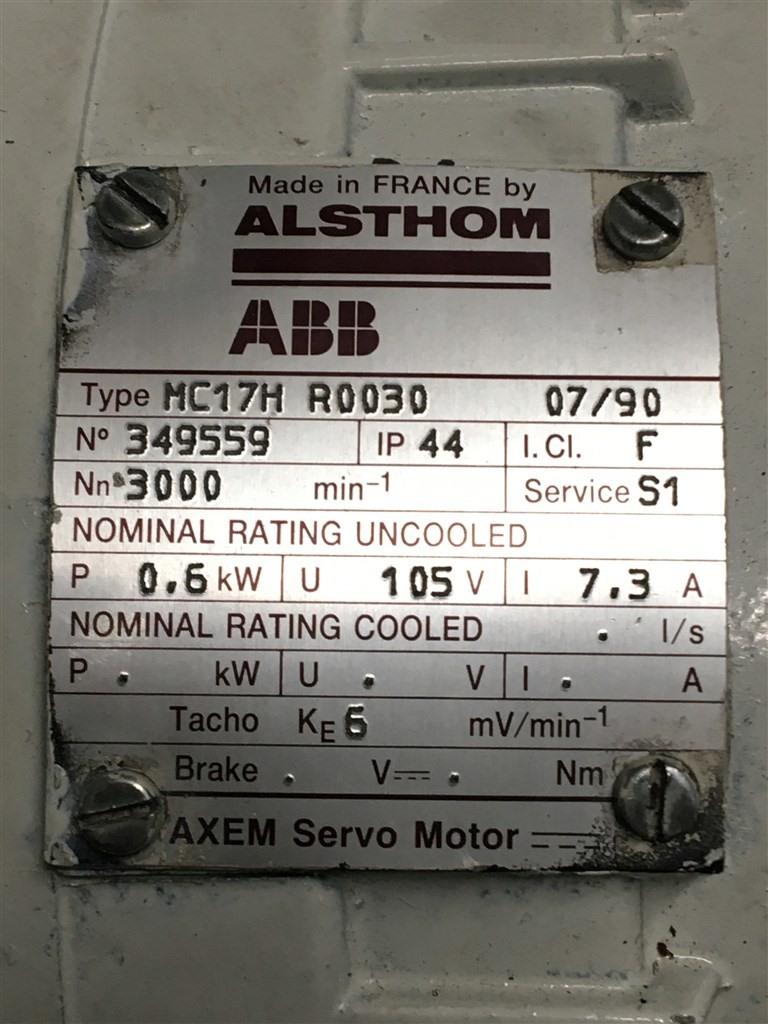 Made in FRANCE by
ALSTHOM
ABB
Type MC17H R0030 07/90
Nº 349559 IP 44 I.Cl. F
Nn 3000 min⁻¹ Service S1
NOMINAL RATING UNCOOLED
P 0.6 kW U 105 V I 7.3 A
NOMINAL RATING COOLED . l/s
P . kW U . V I . A
Tacho KE 6 mV/min⁻¹
Brake . V⎓ . Nm
AXEM Servo Motor ⎓